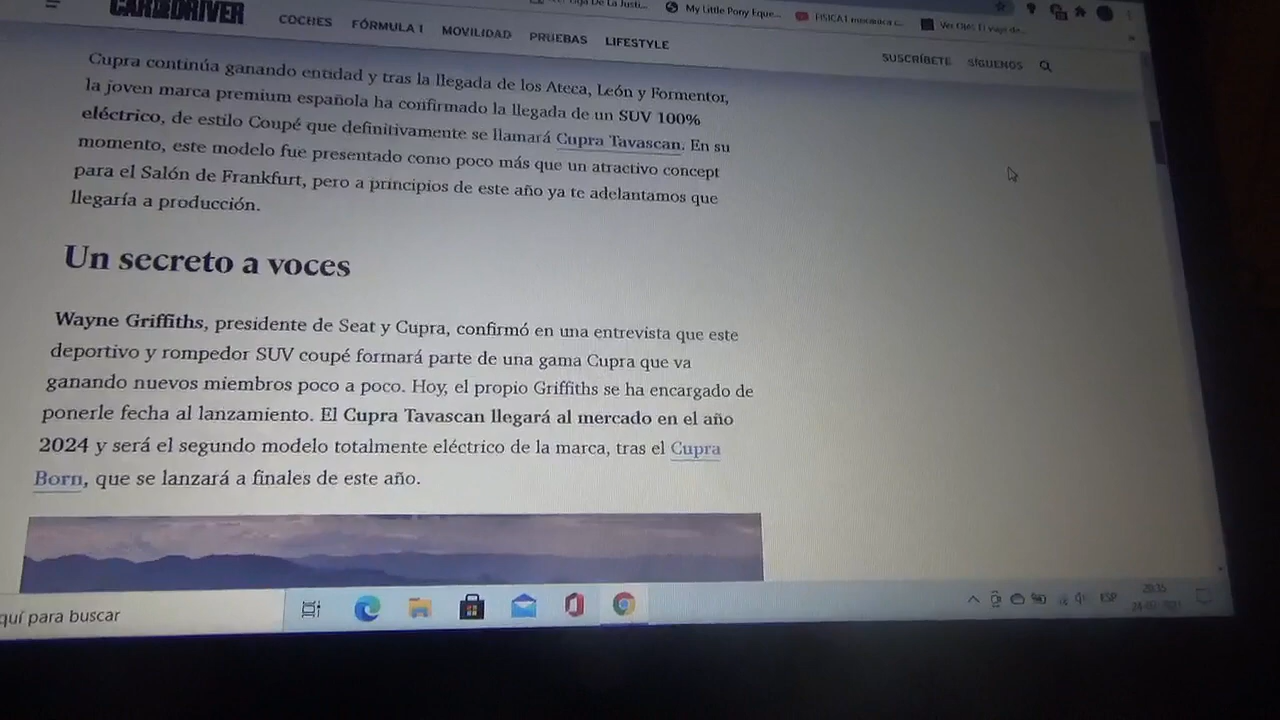 My Little Pony Eque...
CAR DRIVER
COCHES FÓRMULA 1 MOVILIDAD PRUEBAS LIFESTYLE
SUSCRÍBETE SÍGUENOS
Cupra continúa ganando entidad y tras la llegada de los Ateca, León y Formentor,
la joven marca premium española ha confirmado la llegada de un SUV 100%
eléctrico, de estilo Coupé que definitivamente se llamará Cupra Tavascan. En su
momento, este modelo fue presentado como poco más que un atractivo concept
para el Salón de Frankfurt, pero a principios de este año ya te adelantamos que
llegaría a producción.
Un secreto a voces
Wayne Griffiths, presidente de Seat y Cupra, confirmó en una entrevista que este
deportivo y rompedor SUV coupé formará parte de una gama Cupra que va
ganando nuevos miembros poco a poco. Hoy, el propio Griffiths se ha encargado de
ponerle fecha al lanzamiento. El Cupra Tavascan llegará al mercado en el año
2024 y será el segundo modelo totalmente eléctrico de la marca, tras el Cupra
Born, que se lanzará a finales de este año.
quí para buscar
ESP
20:35